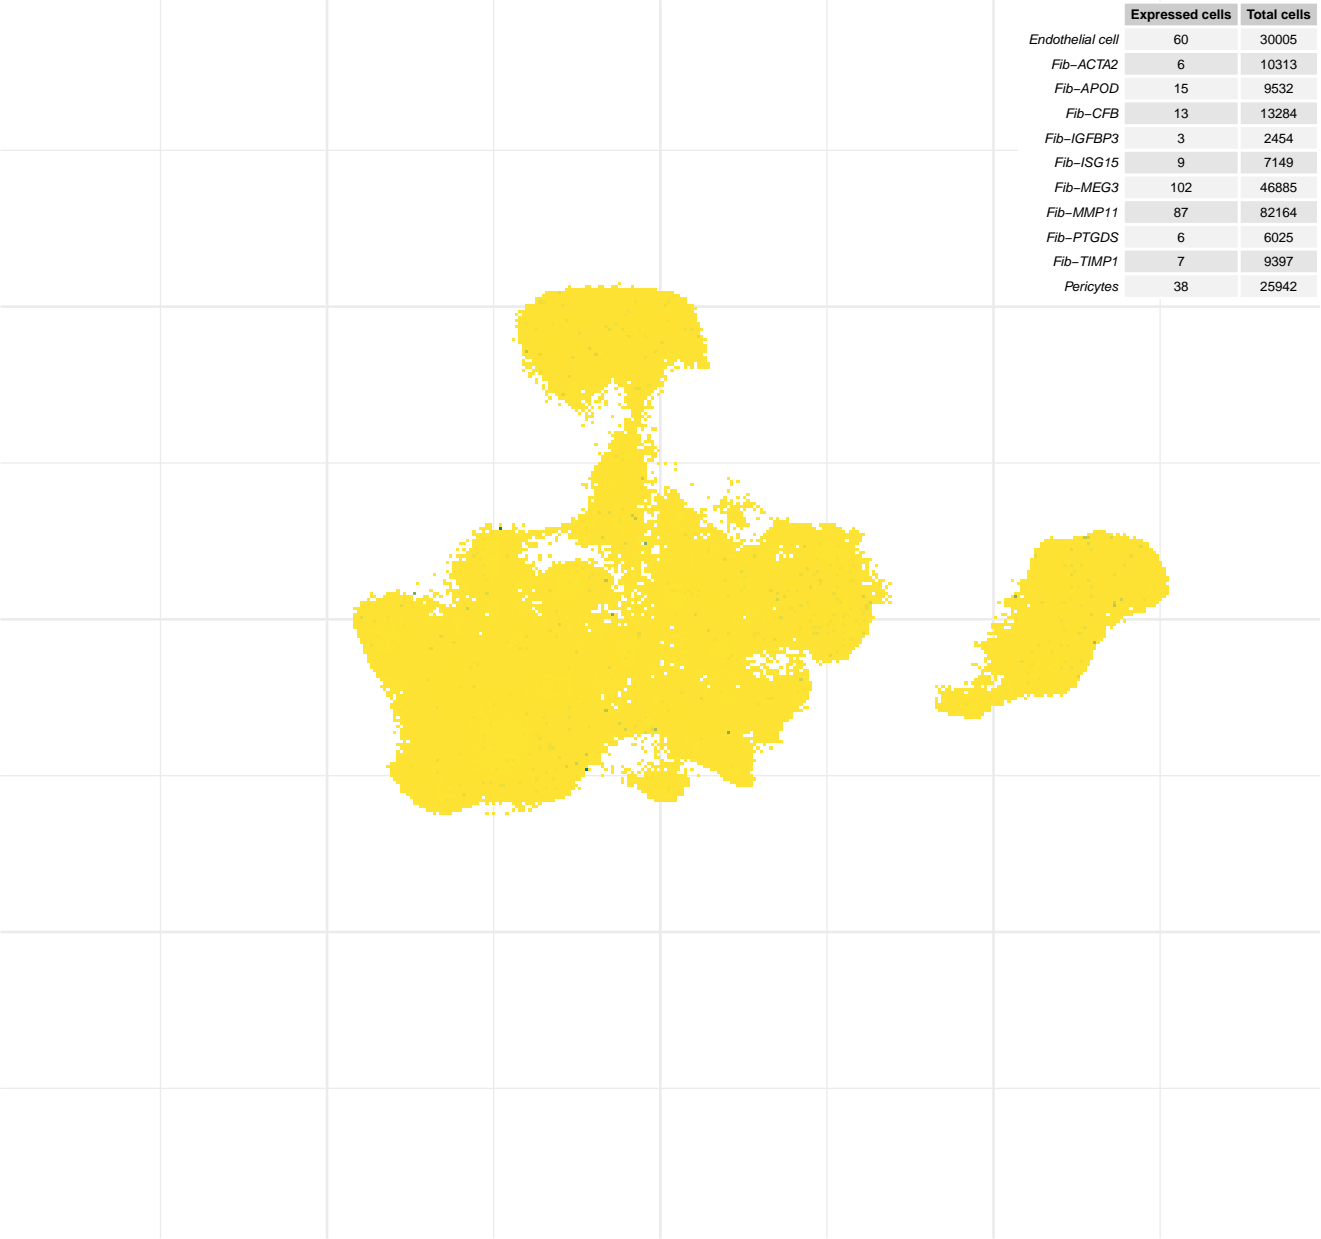 Expressed cells Total cells
Endothelial cell 60 30005
Fib−ACTA2 6 10313
Fib−APOD 15 9532
Fib−CFB 13 13284
Fib−IGFBP3 3 2454
Fib−ISG15 9 7149
Fib−MEG3 102 46885
Fib−MMP11 87 82164
Fib−PTGDS 6 6025
Fib−TIMP1 7 9397
Pericytes 38 25942